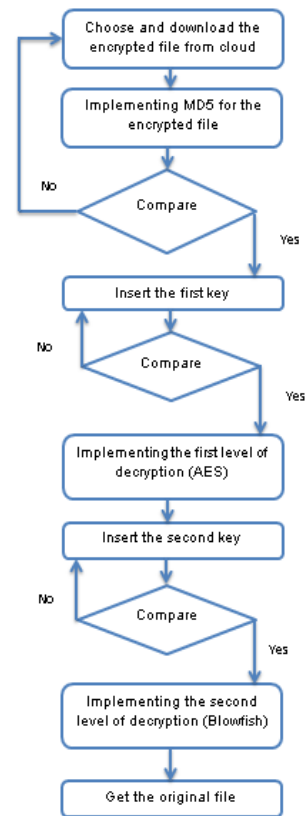 Choose and download the
encrypted file from cloud
Implementing MD5 for the
encrypted file
No
Compare
Yes
Insert the first key
No
Compare
Yes
Implementing the first level of
decryption (AES)
Insert the second key
No
Compare
Yes
Implementing the second
level of decryption (Blowfish)
Get the original file